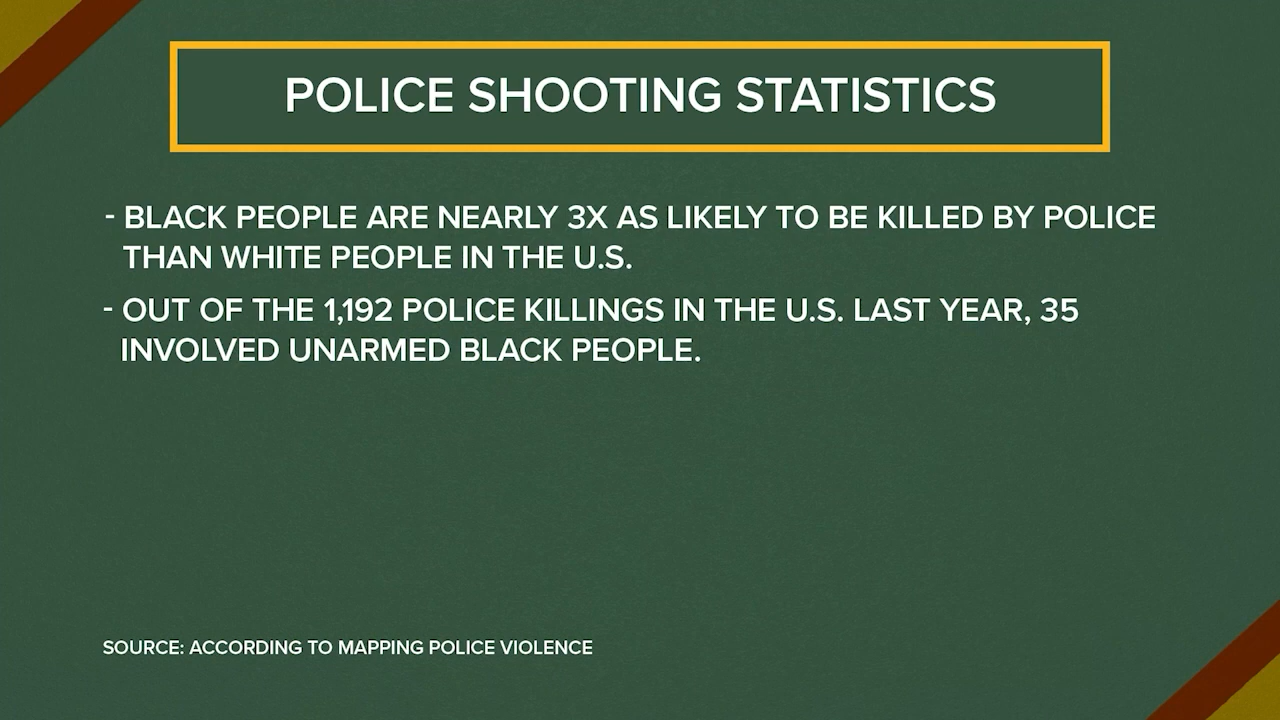 POLICE SHOOTING STATISTICS
- BLACK PEOPLE ARE NEARLY 3X AS LIKELY TO BE KILLED BY POLICE
THAN WHITE PEOPLE IN THE U.S.
- OUT OF THE 1,192 POLICE KILLINGS IN THE U.S. LAST YEAR, 35
INVOLVED UNARMED BLACK PEOPLE.
SOURCE: ACCORDING TO MAPPING POLICE VIOLENCE